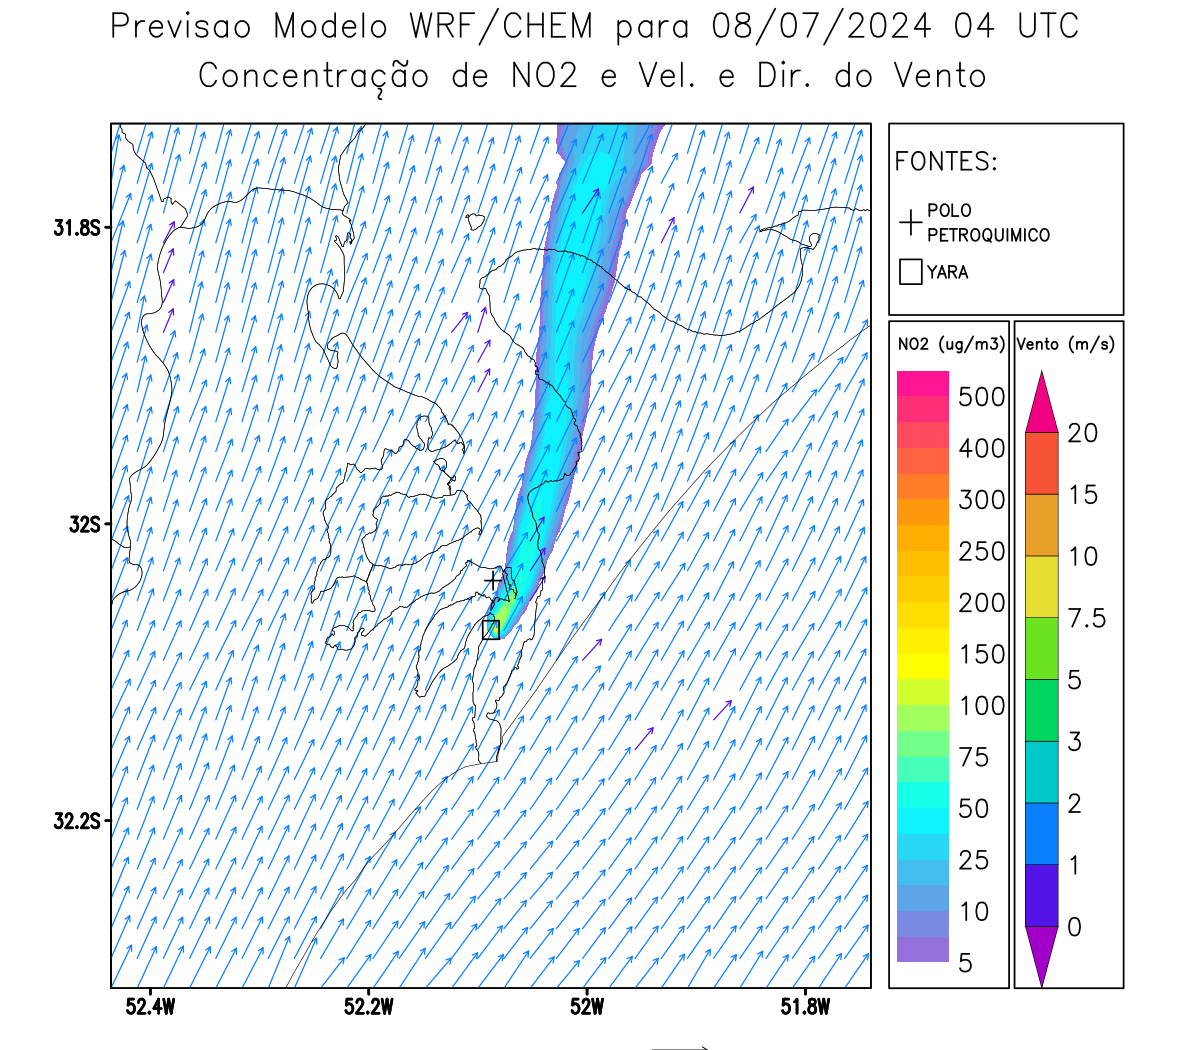 Previsao Modelo WRF/CHEM para 08/07/2024 04 UTC
Concentração de NO2 e Vel. e Dir. do Vento
FONTES:
POLO
PETROQUIMICO
YARA
31.8S
32S
32.2S
52.4W
52.2W
52W
51.8W
NO2 (ug/m3)
500
400
300
250
200
150
100
75
50
25
10
5
Vento (m/s)
20
15
10
7.5
5
3
2
1
0